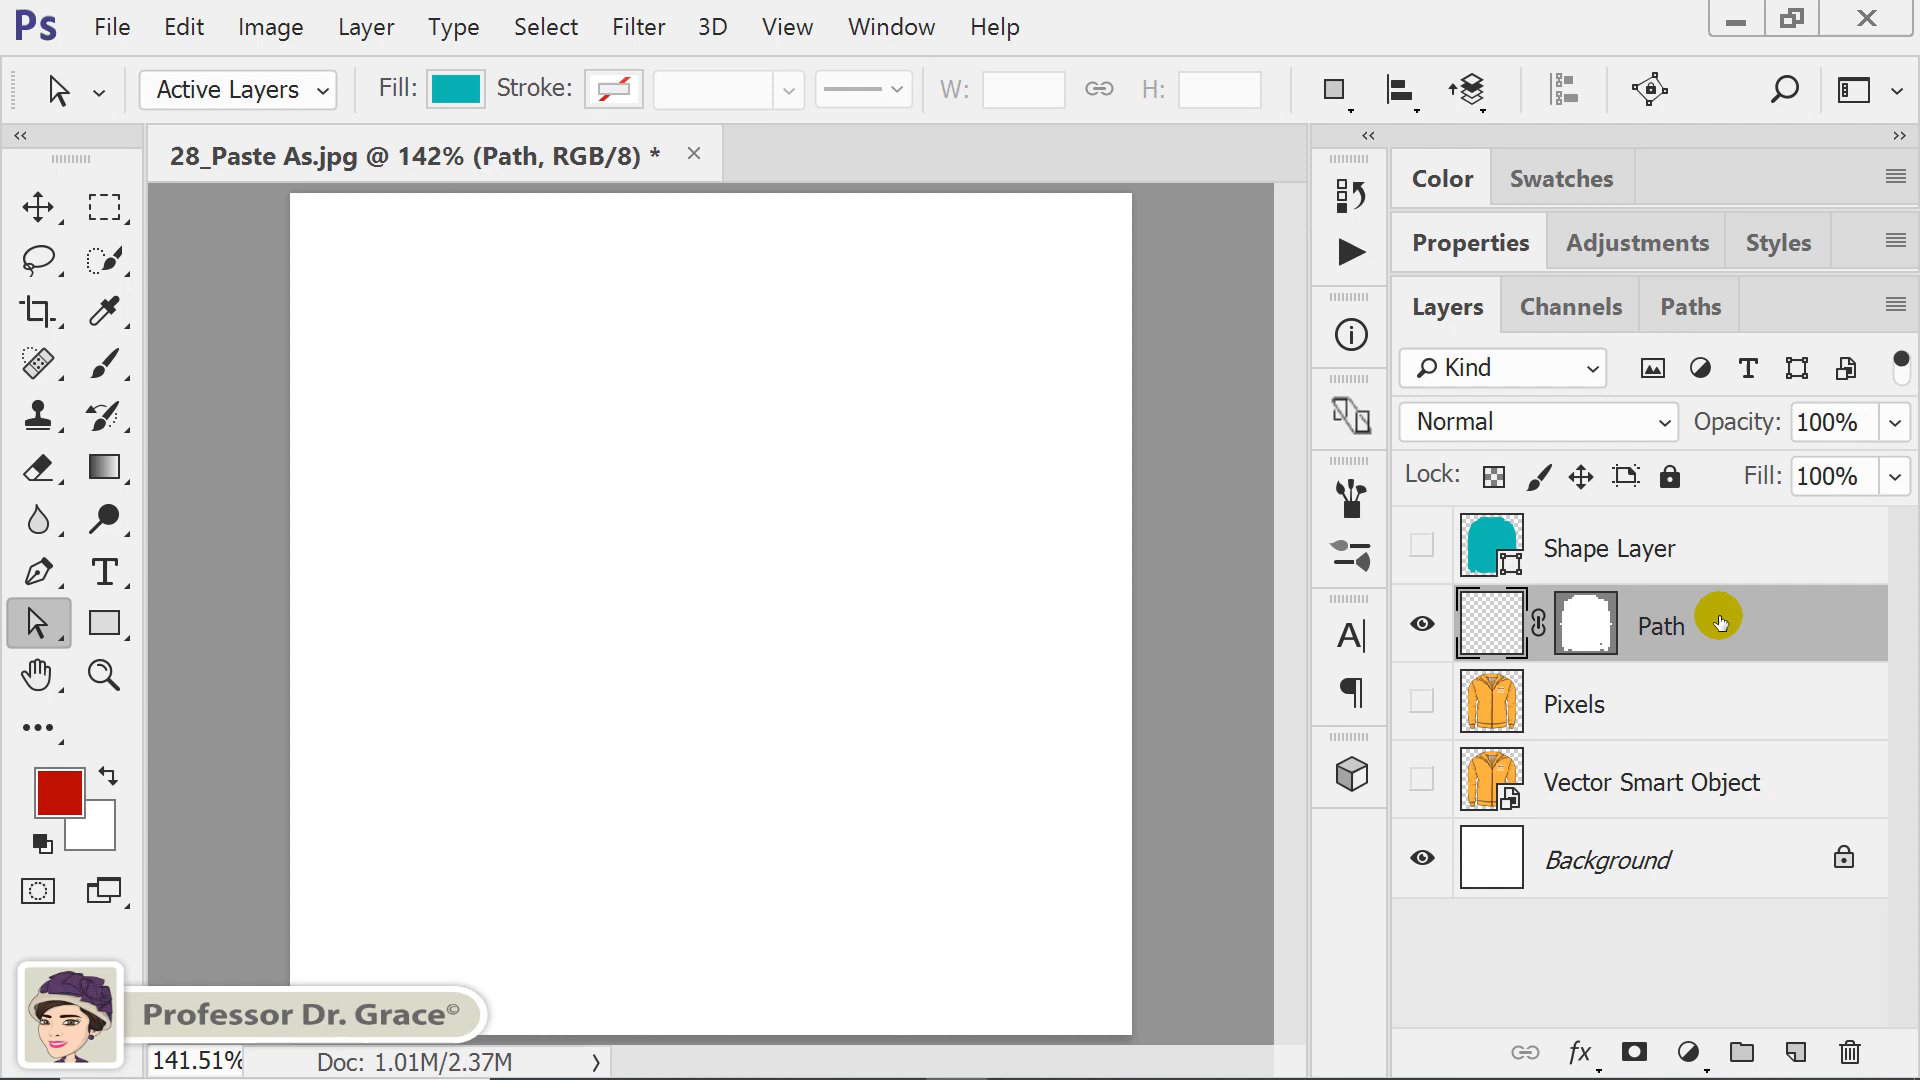 Ps File Edit Image Layer Type Select Filter 3D View Window Help
Active Layers Fill: Stroke: W: H:
28_Paste As.jpg @ 142% (Path, RGB/8) *
Color Swatches
Properties Adjustments Styles
Layers Channels Paths
Kind
Normal Opacity: 100%
Lock: Fill: 100%
Shape Layer
Path
Pixels
Vector Smart Object
Background
Professor Dr. Grace©
141.51% Doc: 1.01M/2.37M
fx